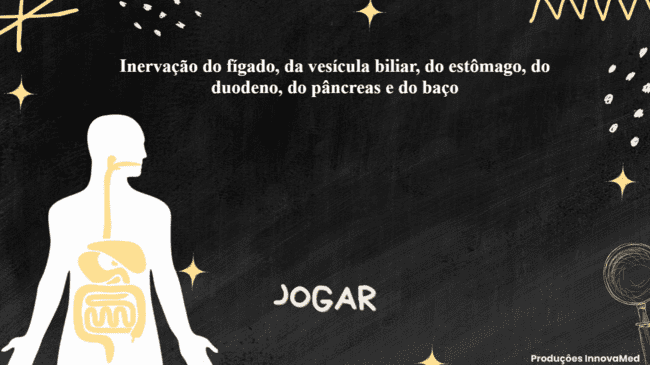 Inervação do fígado, da vesícula biliar, do estômago, do
duodeno, do pâncreas e do baço
JOGAR
Produções InnovaMed